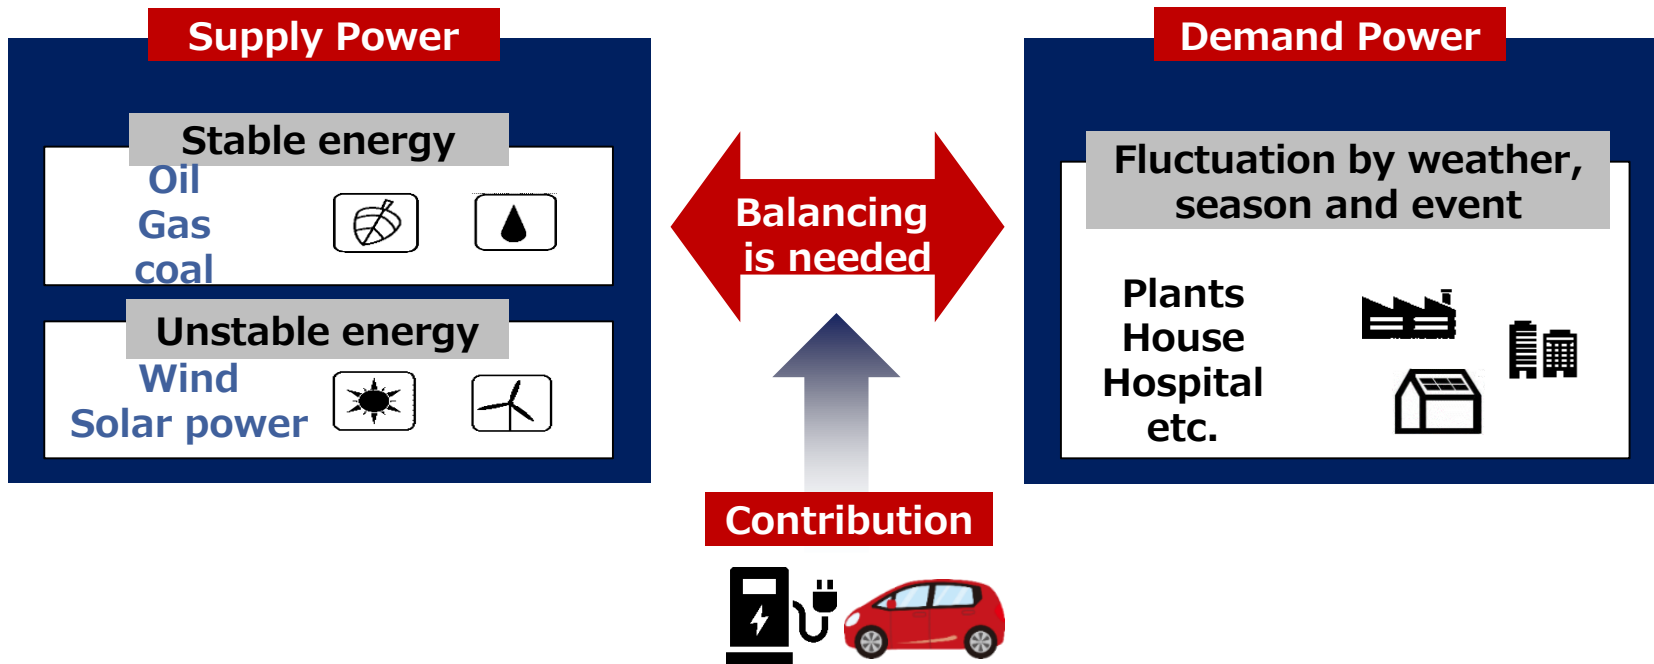 Supply Power
Stable energy
Oil
Gas
coal
Unstable energy
Wind
Solar power
Balancing
is needed
Contribution
Demand Power
Fluctuation by weather,
season and event
Plants
House
Hospital
etc.